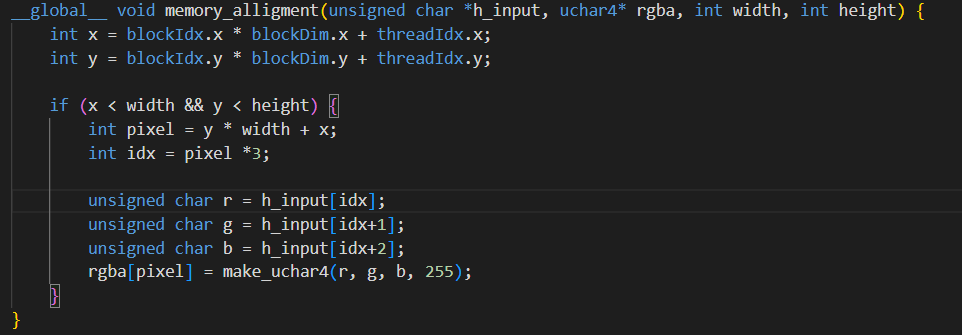 __global__ void memory_alligment(unsigned char *h_input, uchar4* rgba, int width, int height) {
    int x = blockIdx.x * blockDim.x + threadIdx.x;
    int y = blockIdx.y * blockDim.y + threadIdx.y;

    if (x < width && y < height) {
        int pixel = y * width + x;
        int idx = pixel *3;

        unsigned char r = h_input[idx];
        unsigned char g = h_input[idx+1];
        unsigned char b = h_input[idx+2];
        rgba[pixel] = make_uchar4(r, g, b, 255);
    }
}